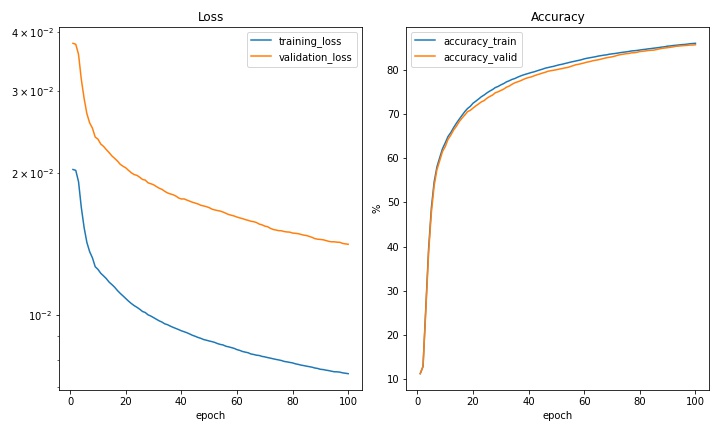 Loss
Accuracy
training_loss
validation_loss
accuracy_train
accuracy_valid
4 × 10⁻²
3 × 10⁻²
2 × 10⁻²
10⁻²
0 20 40 60 80 100
epoch
%
80
70
60
50
40
30
20
10
0 20 40 60 80 100
epoch